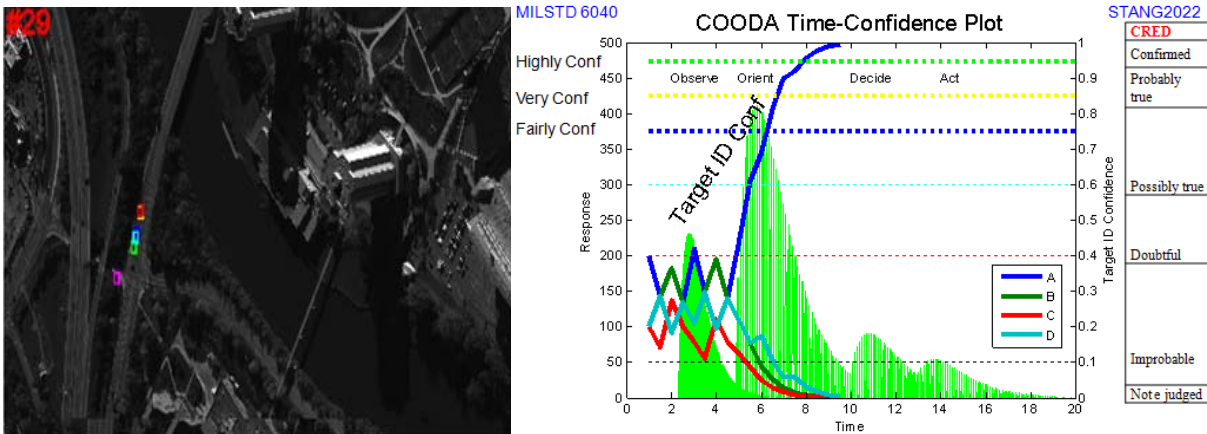 #29
MILSTD 6040
COODA Time-Confidence Plot
STANG2022
Highly Conf
Very Conf
Fairly Conf
500
450
400
350
300
250
200
150
100
50
0
Response
Observe Orient Decide Act
Target ID Conf
1
0.9
0.8
0.7
0.6
0.5
0.4
0.3
0.2
0.1
0
Target ID Confidence
A
B
C
D
0 2 4 6 8 10 12 14 16 18 20
Time
CRED
Confirmed
Probably
true
Possibly true
Doubtful
Improbable
Note judged